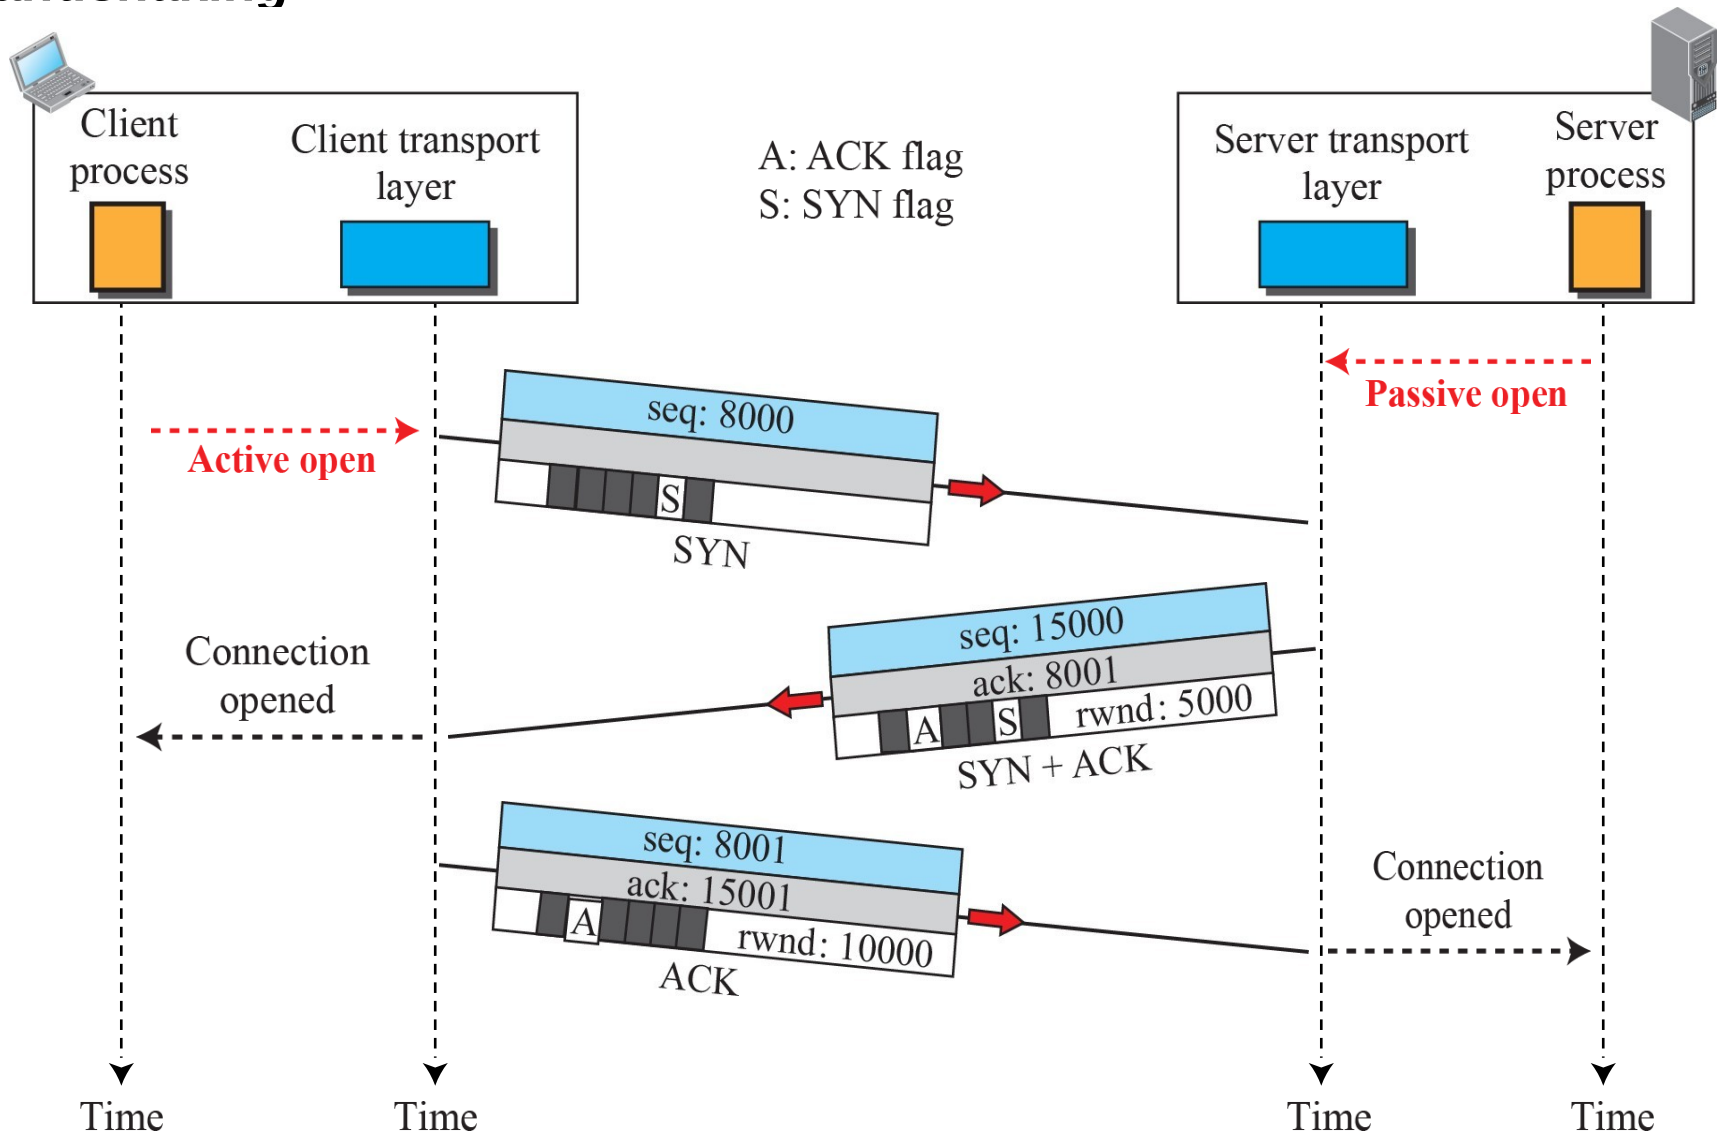 Client
process
Client transport
layer
A: ACK flag
S: SYN flag
Server transport
layer
Server
process
Passive open
Active open
seq: 8000
S
SYN
seq: 15000
ack: 8001
A
S
rwnd: 5000
SYN + ACK
Connection
opened
seq: 8001
ack: 15001
A
rwnd: 10000
ACK
Connection
opened
Time
Time
Time
Time